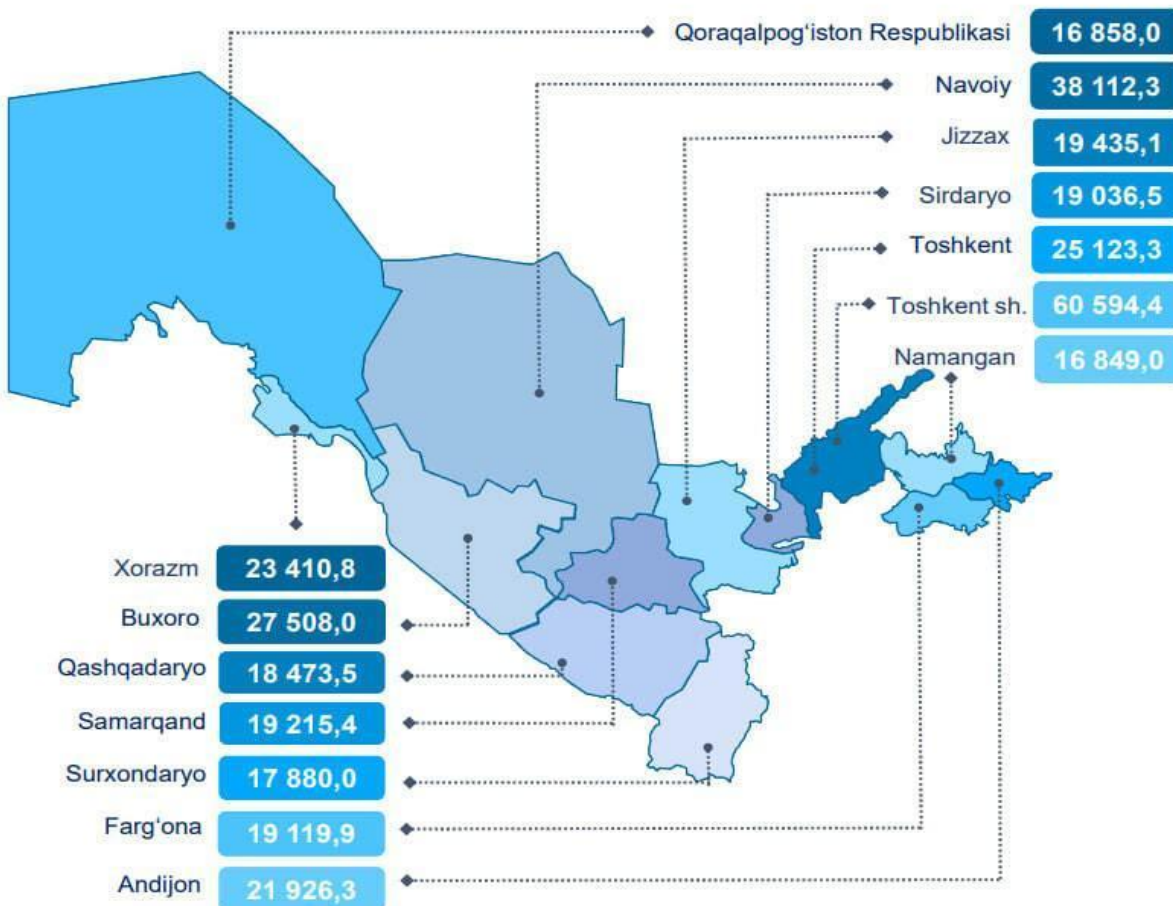 Qoraqalpog‘iston Respublikasi 16 858,0
Navoiy 38 112,3
Jizzax 19 435,1
Sirdaryo 19 036,5
Toshkent 25 123,3
Toshkent sh. 60 594,4
Namangan 16 849,0
Xorazm 23 410,8
Buxoro 27 508,0
Qashqadaryo 18 473,5
Samarqand 19 215,4
Surxondaryo 17 880,0
Farg‘ona 19 119,9
Andijon 21 926,3